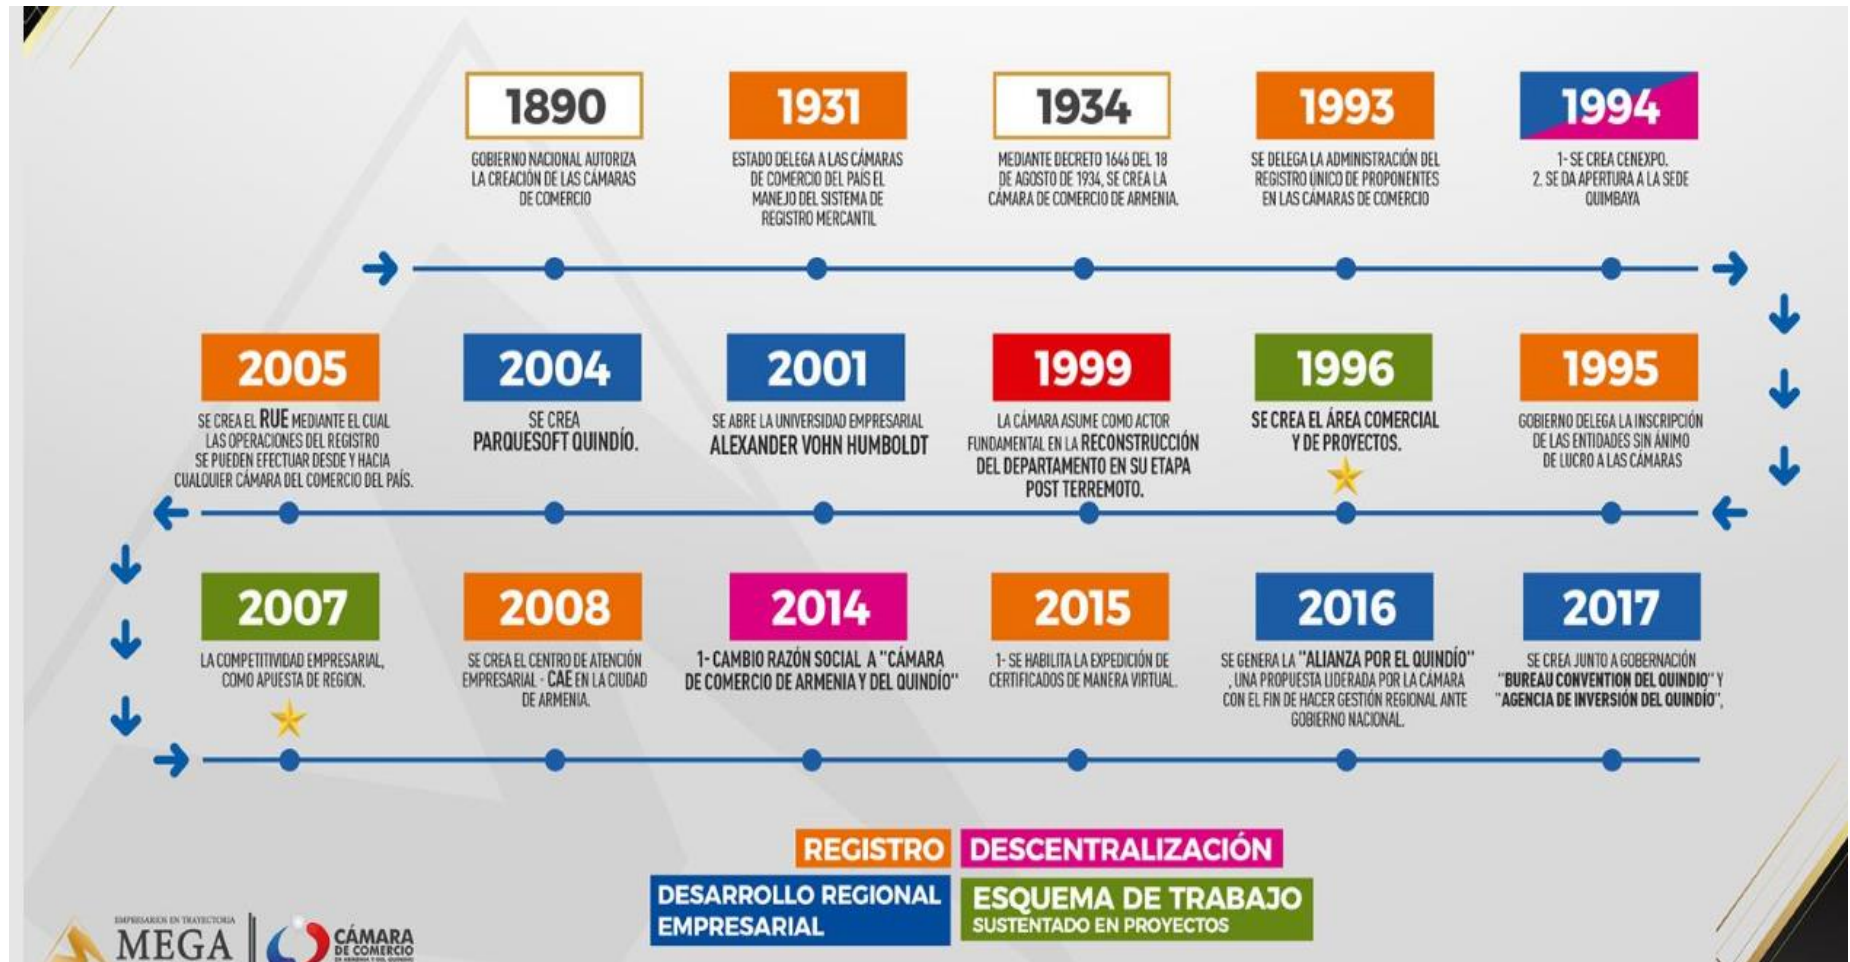 1890
GOBIERNO NACIONAL AUTORIZA
LA CREACIÓN DE LAS CÁMARAS
DE COMERCIO
1931
ESTADO DELEGA A LAS CÁMARAS
DE COMERCIO DEL PAÍS EL
MANEJO DEL SISTEMA DE
REGISTRO MERCANTIL
1934
MEDIANTE DECRETO 1646 DEL 18
DE AGOSTO DE 1934, SE CREA LA
CÁMARA DE COMERCIO DE ARMENIA.
1993
SE DELEGA LA ADMINISTRACIÓN DEL
REGISTRO ÚNICO DE PROPONENTES
EN LAS CÁMARAS DE COMERCIO
1994
1- SE CREA CENEXPO.
2. SE DA APERTURA A LA SEDE
QUIMBAYA
1995
GOBIERNO DELEGA LA INSCRIPCIÓN
DE LAS ENTIDADES SIN ÁNIMO
DE LUCRO A LAS CÁMARAS
1996
SE CREA EL ÁREA COMERCIAL
Y DE PROYECTOS.
1999
LA CÁMARA ASUME COMO ACTOR
FUNDAMENTAL EN LA RECONSTRUCCIÓN
DEL DEPARTAMENTO EN SU ETAPA
POST TERREMOTO.
2001
SE ABRE LA UNIVERSIDAD EMPRESARIAL
ALEXANDER VOHN HUMBOLDT
2004
SE CREA
PARQUESOFT QUINDÍO.
2005
SE CREA EL RUE MEDIANTE EL CUAL
LAS OPERACIONES DEL REGISTRO
SE PUEDEN EFECTUAR DESDE Y HACIA
CUALQUIER CÁMARA DEL COMERCIO DEL PAÍS.
2007
LA COMPETITIVIDAD EMPRESARIAL,
COMO APUESTA DE REGION.
2008
SE CREA EL CENTRO DE ATENCIÓN
EMPRESARIAL - CAE EN LA CIUDAD
DE ARMENIA.
2014
1- CAMBIO RAZÓN SOCIAL A "CÁMARA
DE COMERCIO DE ARMENIA Y DEL QUINDÍO"
2015
1- SE HABILITA LA EXPEDICIÓN DE
CERTIFICADOS DE MANERA VIRTUAL.
2016
SE GENERA LA "ALIANZA POR EL QUINDÍO"
, UNA PROPUESTA LIDERADA POR LA CÁMARA
CON EL FIN DE HACER GESTIÓN REGIONAL ANTE
GOBIERNO NACIONAL.
2017
SE CREA JUNTO A GOBERNACIÓN
"BUREAU CONVENTION DEL QUINDIO" Y
"AGENCIA DE INVERSIÓN DEL QUINDÍO",
REGISTRO
DESCENTRALIZACIÓN
DESARROLLO REGIONAL
EMPRESARIAL
ESQUEMA DE TRABAJO
SUSTENTADO EN PROYECTOS
EMPRESARIOS EN TRAYECTORIA
MEGA
CÁMARA
DE COMERCIO
DE ARMENIA Y DEL QUINDÍO